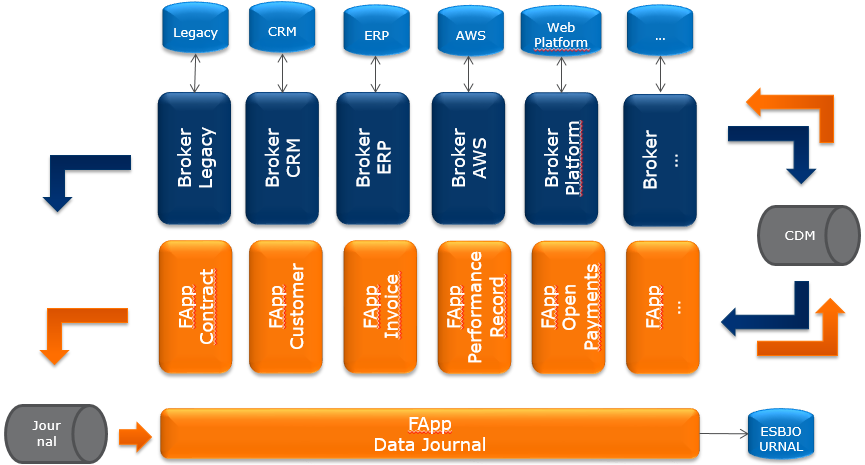 Legacy
CRM
ERP
AWS
Web
Platform
...
Broker
Legacy
Broker
CRM
Broker
ERP
Broker
AWS
Broker
Platform
Broker
...
CDM
FApp
Contract
FApp
Customer
FApp
Invoice
FApp
Performance
Record
FApp
Open
Payments
FApp
...
Jour
nal
FApp
Data Journal
ESBJO
URNAL